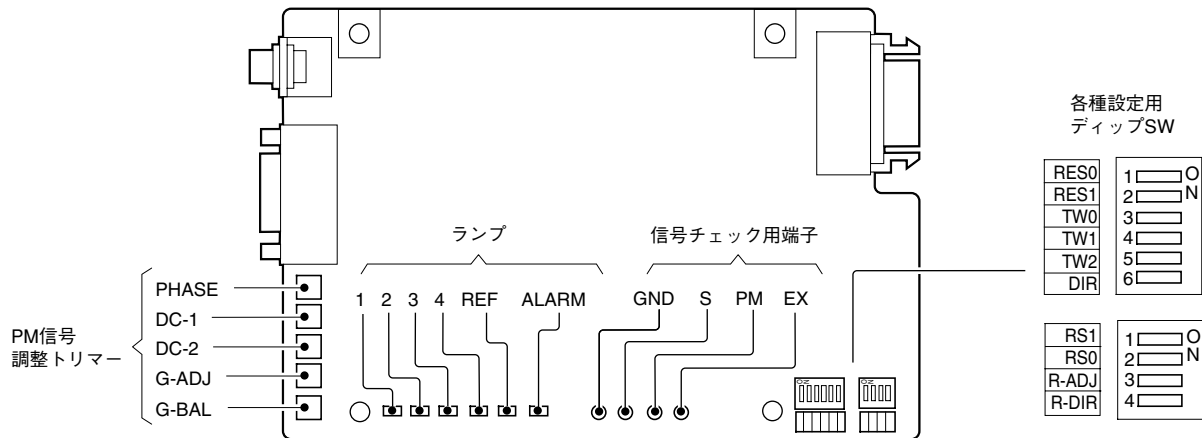 各種設定用
ディップSW
RES0
RES1
TW0
TW1
TW2
DIR
1
2
3
4
5
6
O
N
RS1
RS0
R-ADJ
R-DIR
1
2
3
4
O
N
ランプ
1 2 3 4 REF ALARM
信号チェック用端子
GND S PM EX
PM信号
調整トリマー
PHASE
DC-1
DC-2
G-ADJ
G-BAL
ON
ON